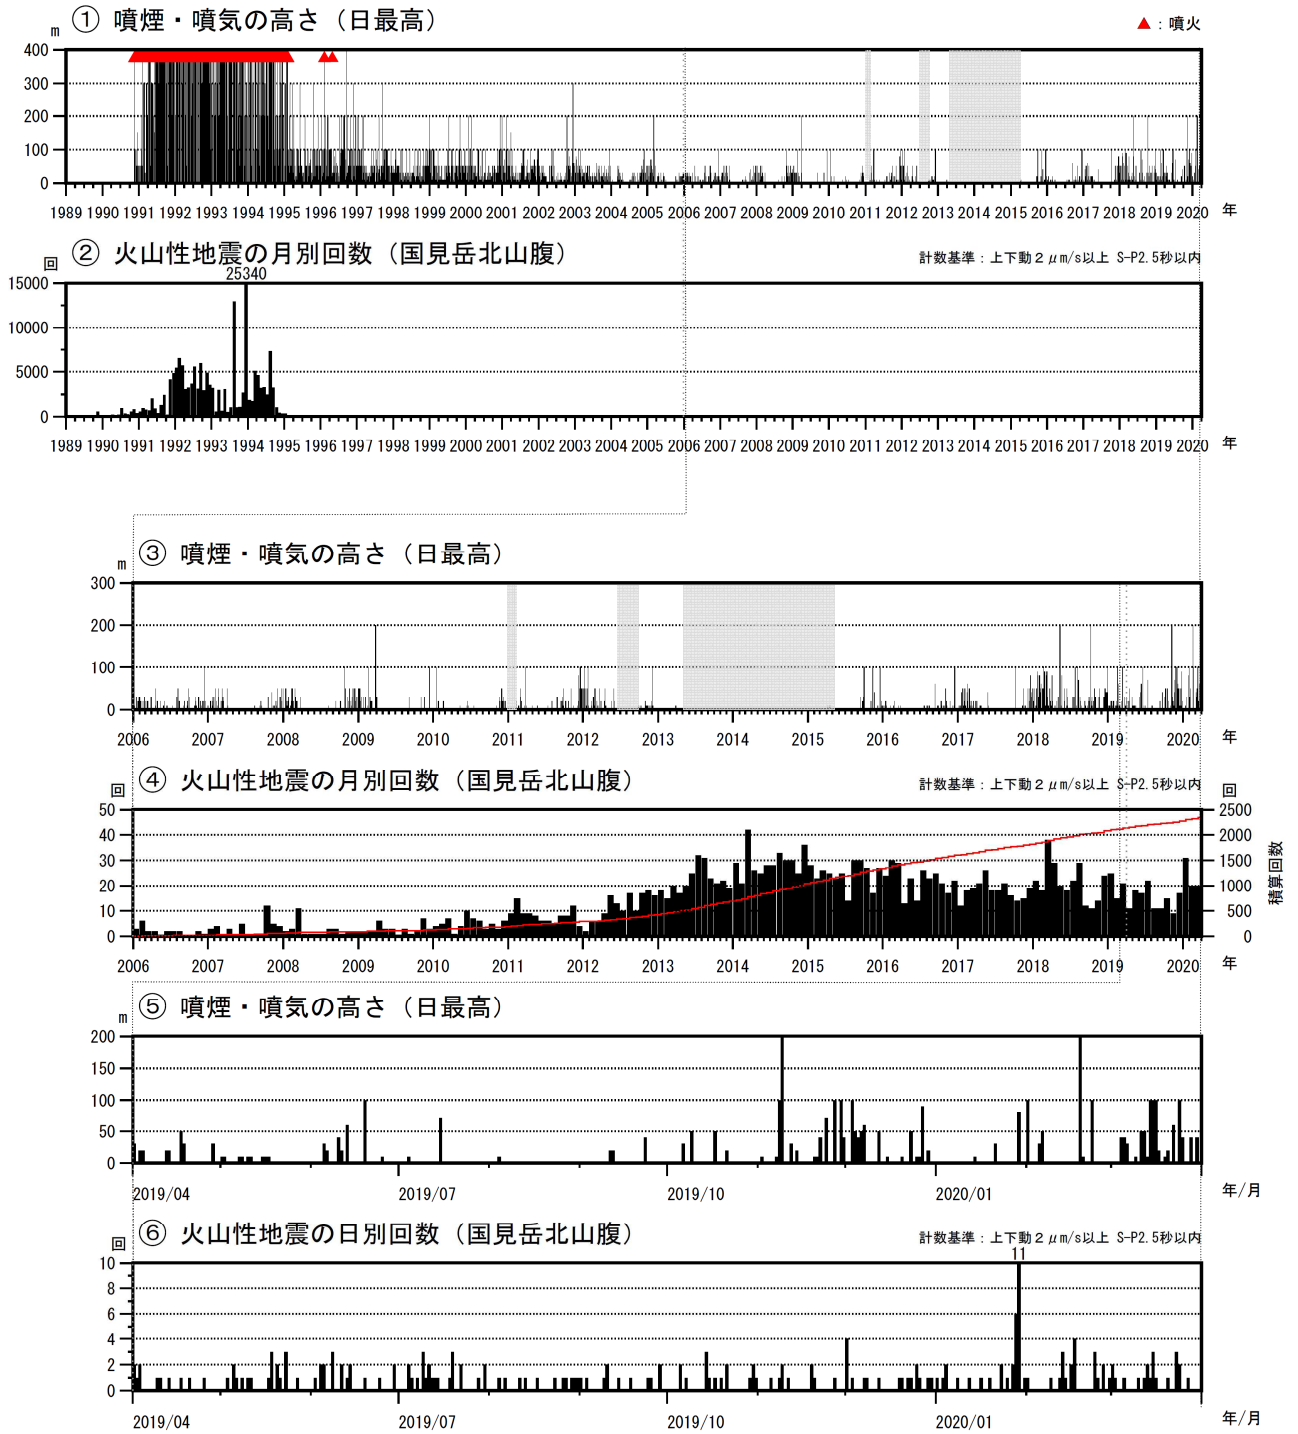 ① 噴煙・噴気の高さ（日最高）
▲：噴火
m
400
300
200
100
0
1989 1990 1991 1992 1993 1994 1995 1996 1997 1998 1999 2000 2001 2002 2003 2004 2005 2006 2007 2008 2009 2010 2011 2012 2013 2014 2015 2016 2017 2018 2019 2020 年
② 火山性地震の月別回数（国見岳北山腹）
計数基準：上下動２μm/s以上 S-P2.5秒以内
回
25340
15000
10000
5000
0
1989 1990 1991 1992 1993 1994 1995 1996 1997 1998 1999 2000 2001 2002 2003 2004 2005 2006 2007 2008 2009 2010 2011 2012 2013 2014 2015 2016 2017 2018 2019 2020 年
③ 噴煙・噴気の高さ（日最高）
m
300
200
100
0
2006 2007 2008 2009 2010 2011 2012 2013 2014 2015 2016 2017 2018 2019 2020 年
④ 火山性地震の月別回数（国見岳北山腹）
計数基準：上下動２μm/s以上 S-P2.5秒以内
回 回
50 2500
40 2000
30 1500
20 1000
10 500
0 0
積算回数
2006 2007 2008 2009 2010 2011 2012 2013 2014 2015 2016 2017 2018 2019 2020 年
⑤ 噴煙・噴気の高さ（日最高）
m
200
150
100
50
0
2019/04 2019/07 2019/10 2020/01 年/月
⑥ 火山性地震の日別回数（国見岳北山腹）
計数基準：上下動２μm/s以上 S-P2.5秒以内
回
11
10
8
6
4
2
0
2019/04 2019/07 2019/10 2020/01 年/月